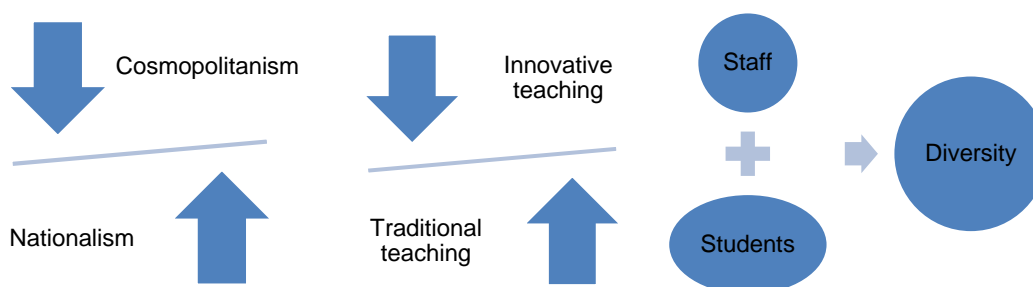 Cosmopolitanism
Nationalism
Innovative
teaching
Traditional
teaching
Staff
Students
Diversity